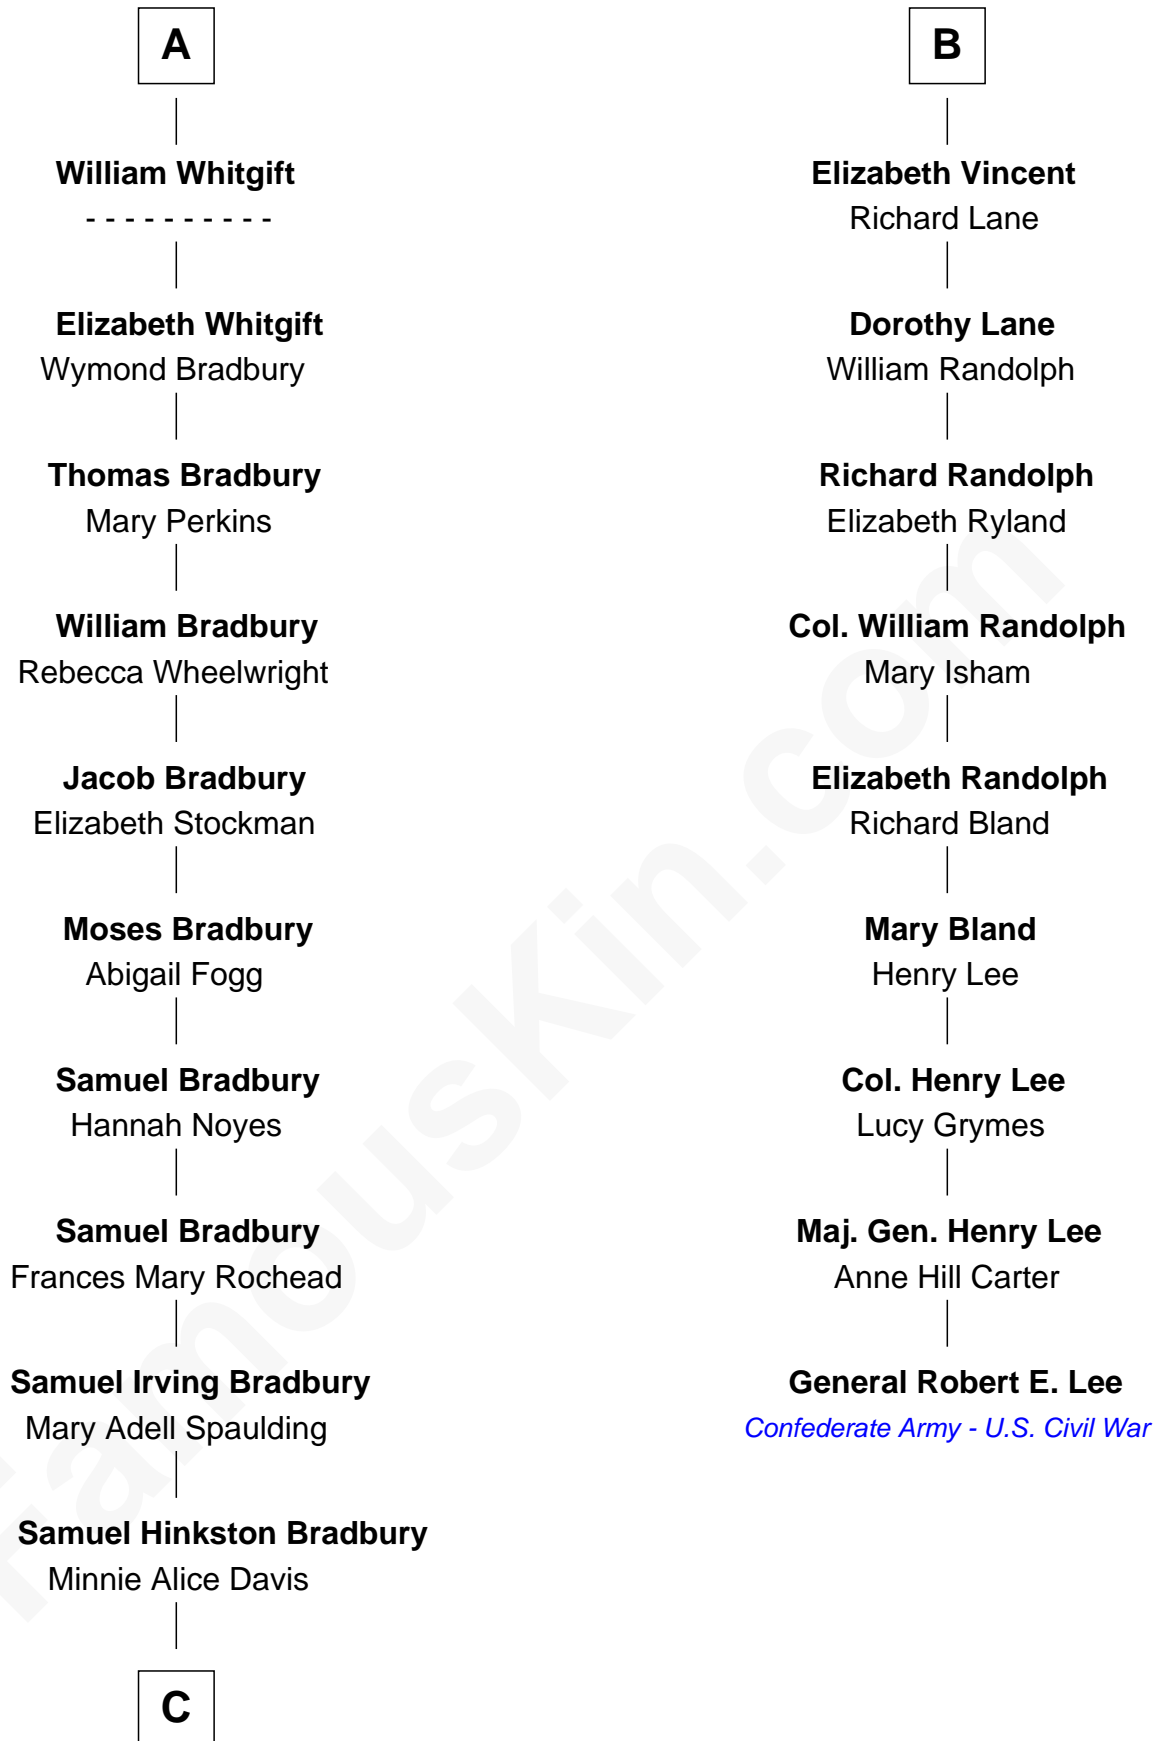 A
William Whitgift
- - - - - - - - - -
Elizabeth Whitgift
Wymond Bradbury
Thomas Bradbury
Mary Perkins
William Bradbury
Rebecca Wheelwright
Jacob Bradbury
Elizabeth Stockman
Moses Bradbury
Abigail Fogg
Samuel Bradbury
Hannah Noyes
Samuel Bradbury
Frances Mary Rochead
Samuel Irving Bradbury
Mary Adell Spaulding
Samuel Hinkston Bradbury
Minnie Alice Davis
C
B
Elizabeth Vincent
Richard Lane
Dorothy Lane
William Randolph
Richard Randolph
Elizabeth Ryland
Col. William Randolph
Mary Isham
Elizabeth Randolph
Richard Bland
Mary Bland
Henry Lee
Col. Henry Lee
Lucy Grymes
Maj. Gen. Henry Lee
Anne Hill Carter
General Robert E. Lee
Confederate Army - U.S. Civil War
FamousKin.com